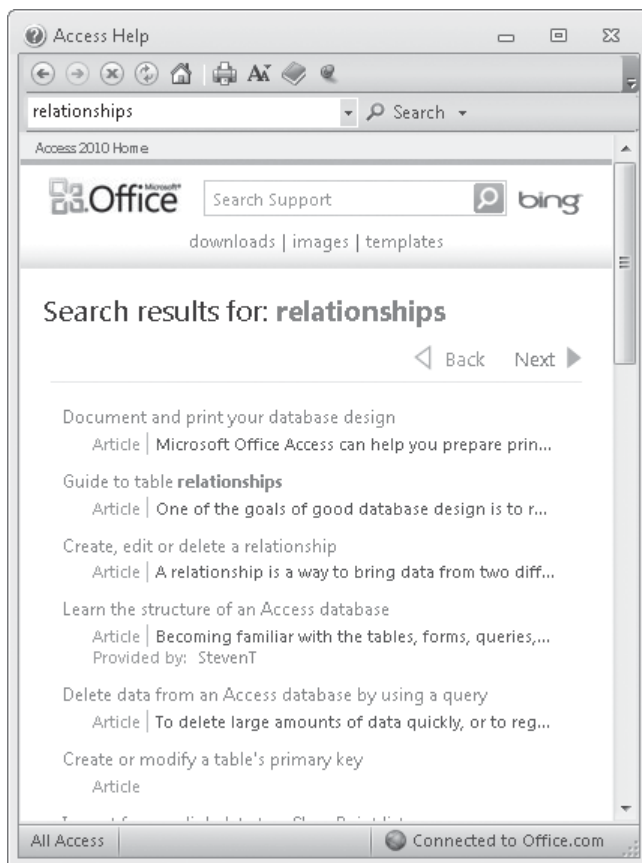 Access Help
relationships
Search
Access 2010 Home
Microsoft®
Office
Search Support
bing
downloads | images | templates
Search results for: relationships
Back Next
Document and print your database design
Article | Microsoft Office Access can help you prepare prin...
Guide to table relationships
Article | One of the goals of good database design is to r...
Create, edit or delete a relationship
Article | A relationship is a way to bring data from two diff...
Learn the structure of an Access database
Article | Becoming familiar with the tables, forms, queries,...
Provided by: StevenT
Delete data from an Access database by using a query
Article | To delete large amounts of data quickly, or to reg...
Create or modify a table's primary key
Article
All Access
Connected to Office.com